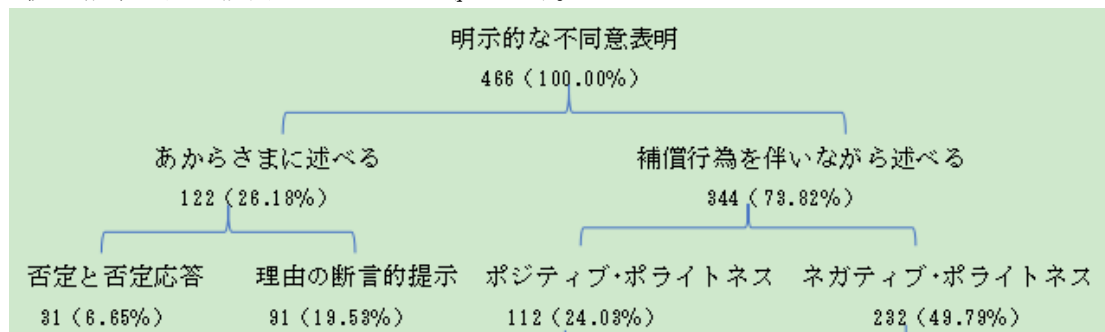 明示的な不同意表明
466（100.00%）
あからさまに述べる 補償行為を伴いながら述べる
122（26.18%） 344（73.82%）
否定と否定応答 理由の断言的提示 ポジティブ・ポライトネス ネガティブ・ポライトネス
31（6.65%） 91（19.53%） 112（24.03%） 232（49.79%）